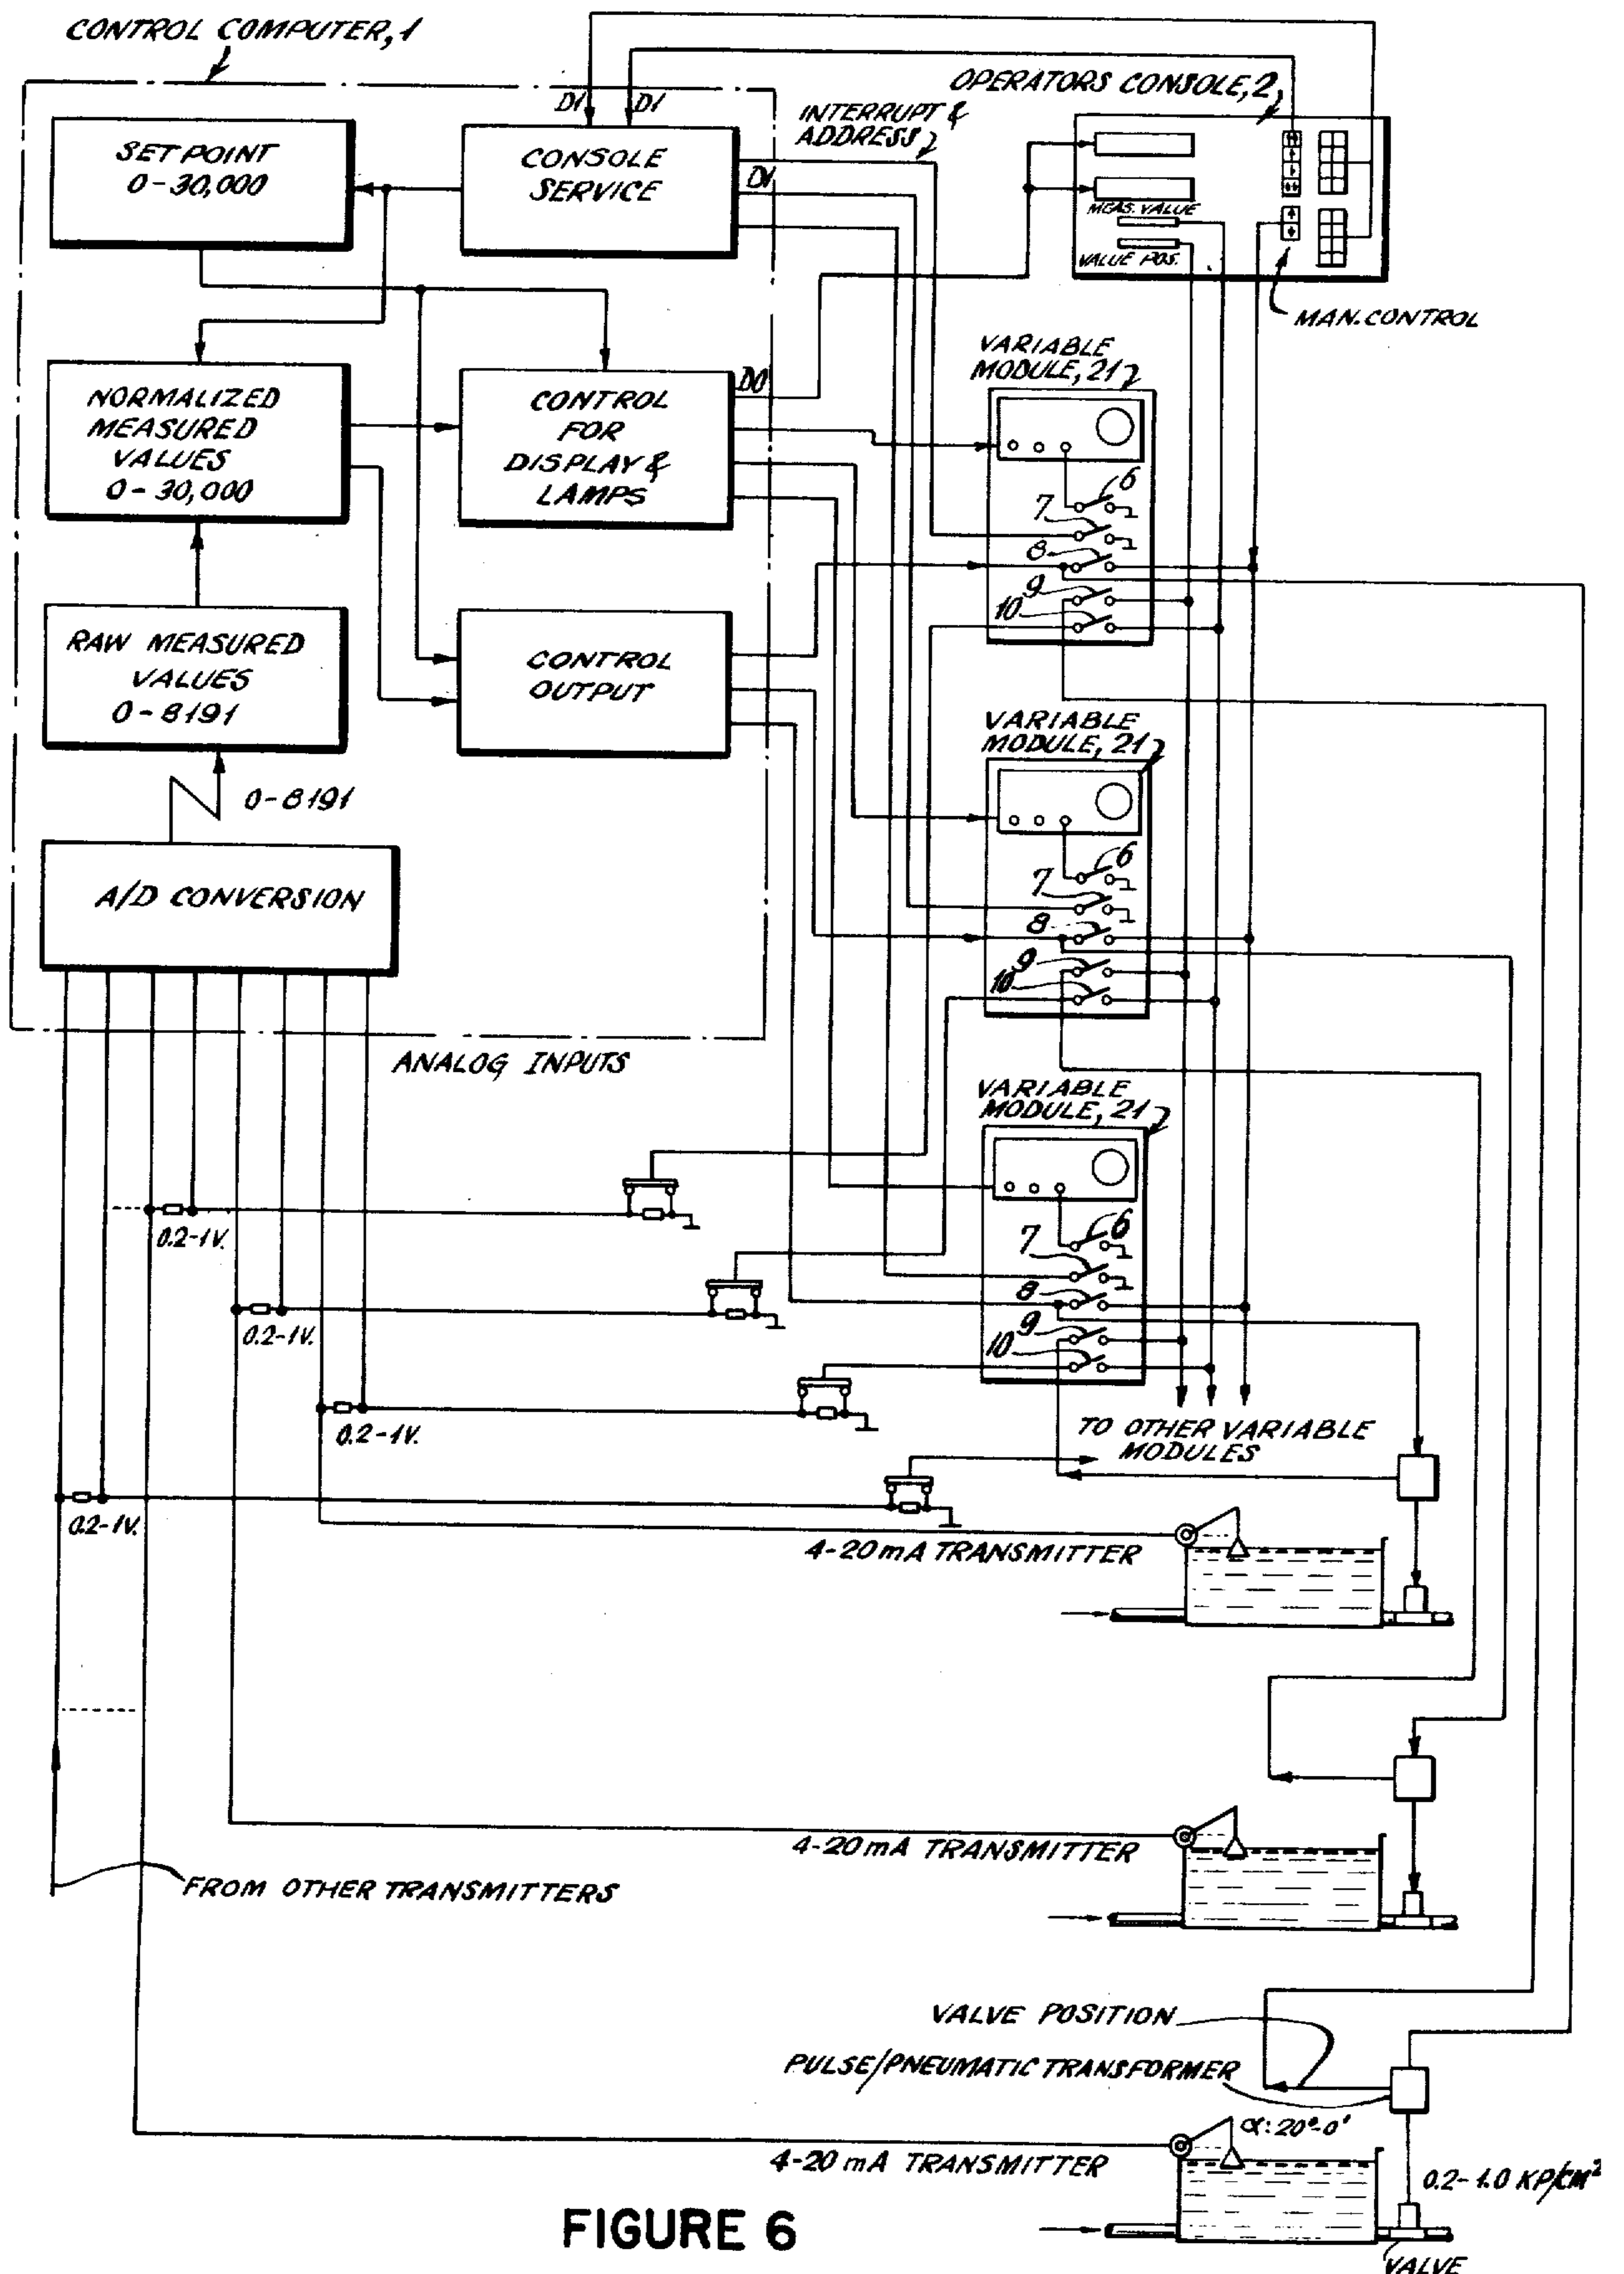 CONTROL COMPUTER, 1
OPERATORS CONSOLE, 2
DI
DI
INTERRUPT &
ADDRESS
SET POINT
0-30,000
CONSOLE
SERVICE
DI
MEAS. VALUE
VALUE POS.
MAN. CONTROL
VARIABLE
MODULE, 21
NORMALIZED
MEASURED
VALUES
0-30,000
CONTROL
FOR
DISPLAY &
LAMPS
DO
6
7
8
9
10
RAW MEASURED
VALUES
0-8191
CONTROL
OUTPUT
VARIABLE
MODULE, 21
0-8191
A/D CONVERSION
6
7
8
9
10
ANALOG INPUTS
VARIABLE
MODULE, 21
0.2-1V.
6
7
8
9
10
0.2-1V.
0.2-1V.
TO OTHER VARIABLE
MODULES
0.2-1V.
4-20mA TRANSMITTER
4-20mA TRANSMITTER
FROM OTHER TRANSMITTERS
VALVE POSITION
PULSE/PNEUMATIC TRANSFORMER
α: 20°-0'
4-20mA TRANSMITTER
0.2-1.0 KP/CM²
VALVE
FIGURE 6